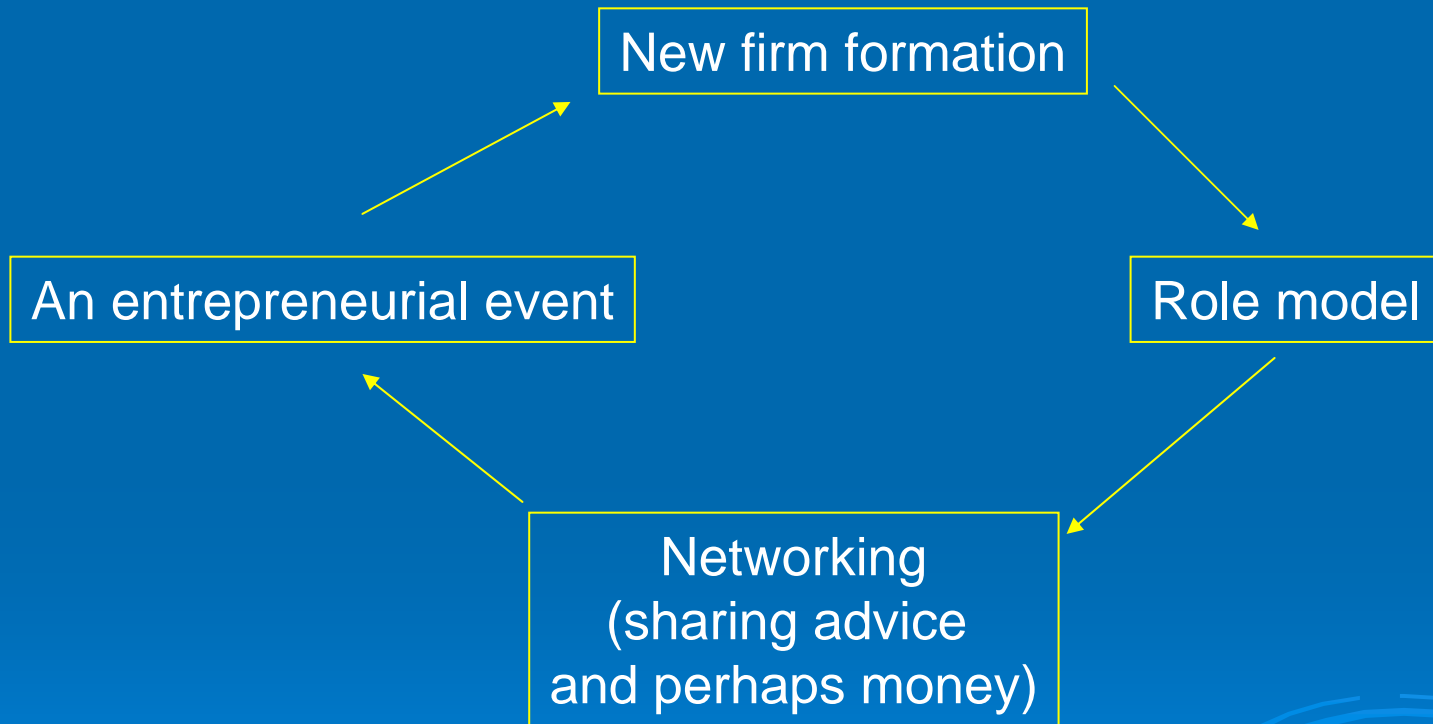 New firm formation
An entrepreneurial event
Role model
Networking
(sharing advice
and perhaps money)